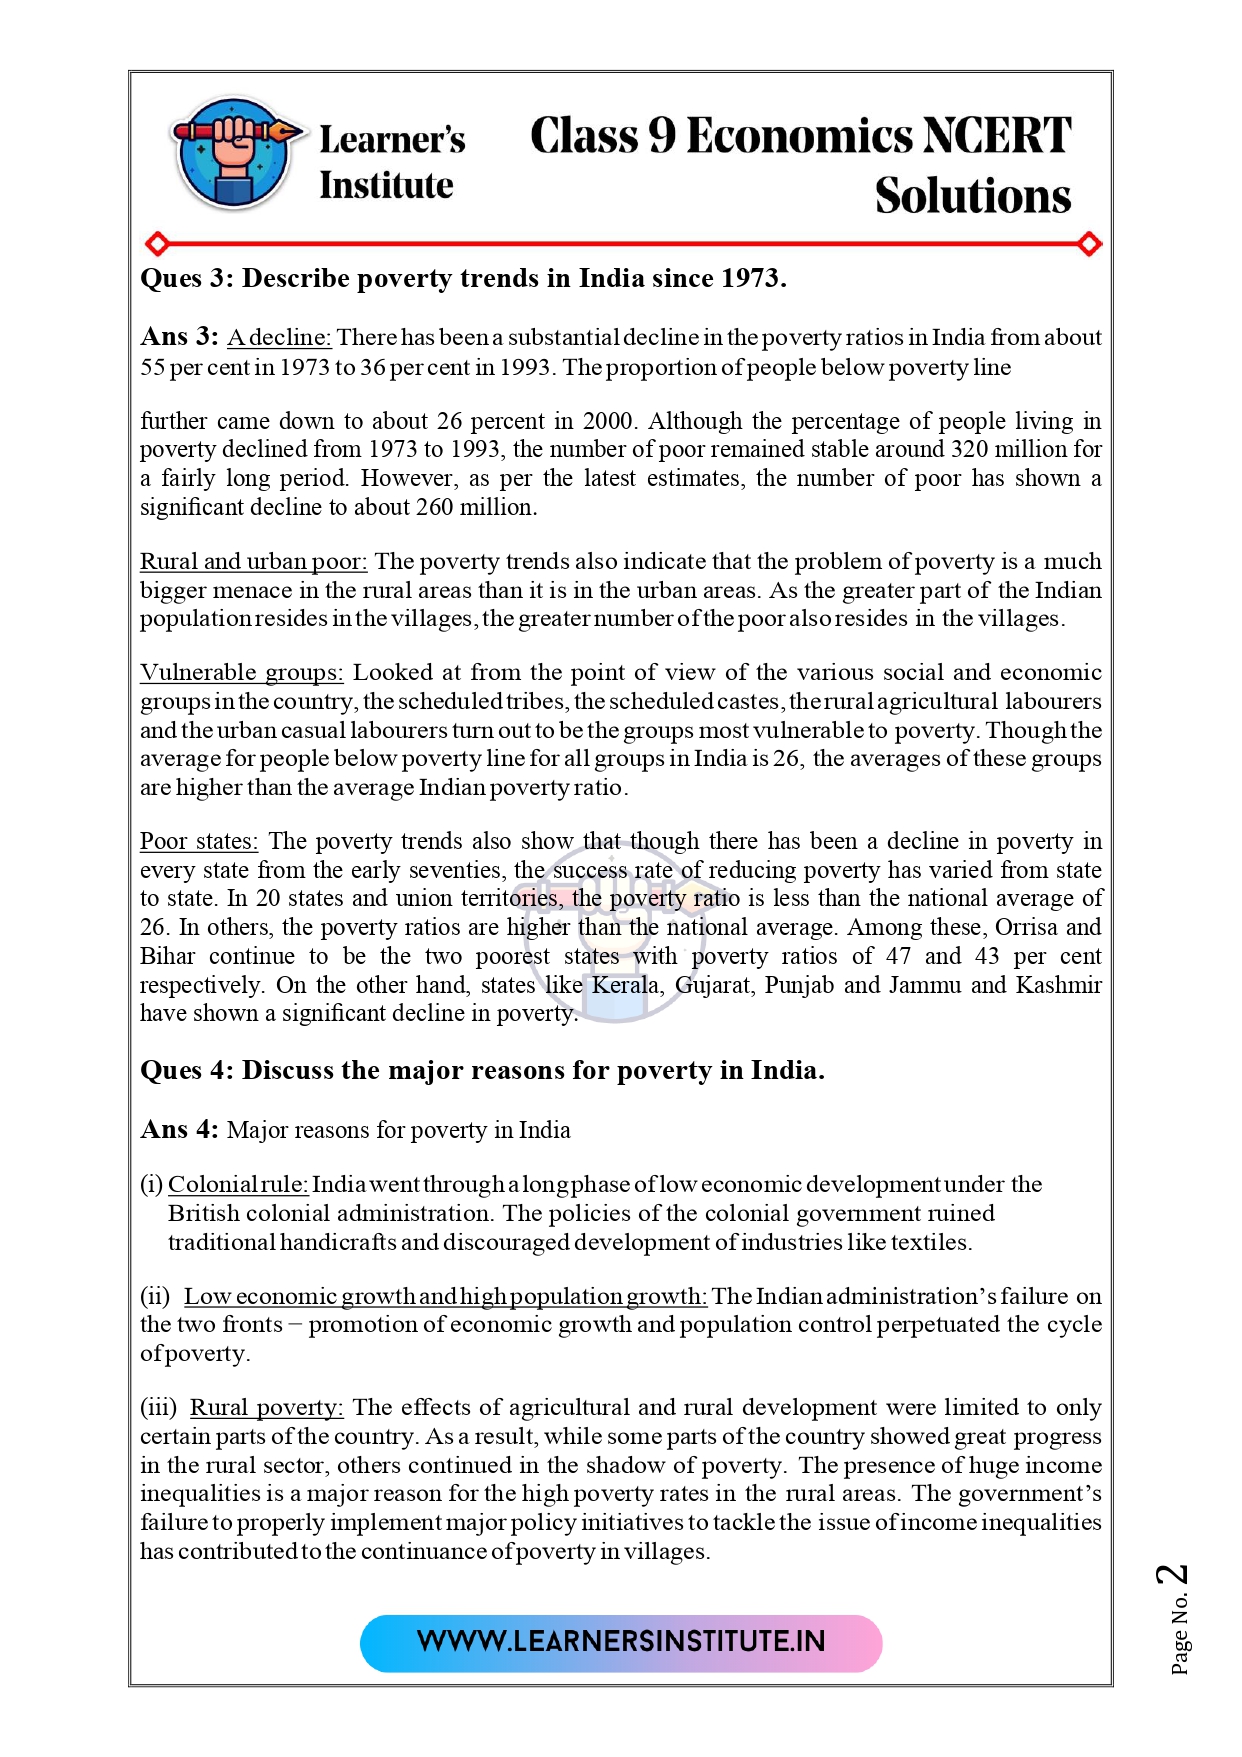 Learner's
Institute
Class 9 Economics NCERT
Solutions
Ques 3: Describe poverty trends in India since 1973.
Ans 3: A decline: There has been a substantial decline in the poverty ratios in India from about
55 per cent in 1973 to 36 per cent in 1993. The proportion of people below poverty line
further came down to about 26 percent in 2000. Although the percentage of people living in
poverty declined from 1973 to 1993, the number of poor remained stable around 320 million for
a fairly long period. However, as per the latest estimates, the number of poor has shown a
significant decline to about 260 million.
Rural and urban poor: The poverty trends also indicate that the problem of poverty is a much
bigger menace in the rural areas than it is in the urban areas. As the greater part of the Indian
population resides in the villages, the greater number of the poor also resides in the villages.
Vulnerable groups: Looked at from the point of view of the various social and economic
groups in the country, the scheduled tribes, the scheduled castes, the rural agricultural labourers
and the urban casual labourers turn out to be the groups most vulnerable to poverty. Though the
average for people below poverty line for all groups in India is 26, the averages of these groups
are higher than the average Indian poverty ratio.
Poor states: The poverty trends also show that though there has been a decline in poverty in
every state from the early seventies, the success rate of reducing poverty has varied from state
to state. In 20 states and union territories, the poverty ratio is less than the national average of
26. In others, the poverty ratios are higher than the national average. Among these, Orrisa and
Bihar continue to be the two poorest states with poverty ratios of 47 and 43 per cent
respectively. On the other hand, states like Kerala, Gujarat, Punjab and Jammu and Kashmir
have shown a significant decline in poverty.
Ques 4: Discuss the major reasons for poverty in India.
Ans 4: Major reasons for poverty in India
(i) Colonial rule: India went through a long phase of low economic development under the
British colonial administration. The policies of the colonial government ruined
traditional handicrafts and discouraged development of industries like textiles.
(ii) Low economic growth and high population growth: The Indian administration's failure on
the two fronts − promotion of economic growth and population control perpetuated the cycle
of poverty.
(iii) Rural poverty: The effects of agricultural and rural development were limited to only
certain parts of the country. As a result, while some parts of the country showed great progress
in the rural sector, others continued in the shadow of poverty. The presence of huge income
inequalities is a major reason for the high poverty rates in the rural areas. The government's
failure to properly implement major policy initiatives to tackle the issue of income inequalities
has contributed to the continuance of poverty in villages.
WWW.LEARNERSINSTITUTE.IN
Page No. 2